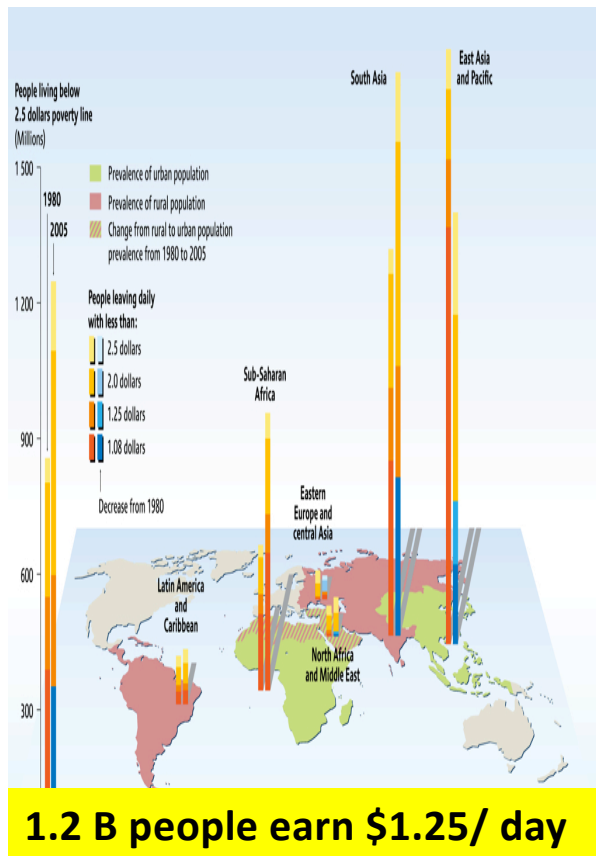 South Asia
East Asia
and Pacific
People living below
2.5 dollars poverty line
(Millions)
1 500
Prevalence of urban population
1980
Prevalence of rural population
2005
Change from rural to urban population
prevalence from 1980 to 2005
People leaving daily
with less than:
1 200
2.5 dollars
2.0 dollars
Sub-Saharan
Africa
1.25 dollars
900
1.08 dollars
Eastern
Europe and
central Asia
Decrease from 1980
600
Latin America
and
Caribbean
North Africa
and Middle East
300
1.2 B people earn $1.25/ day